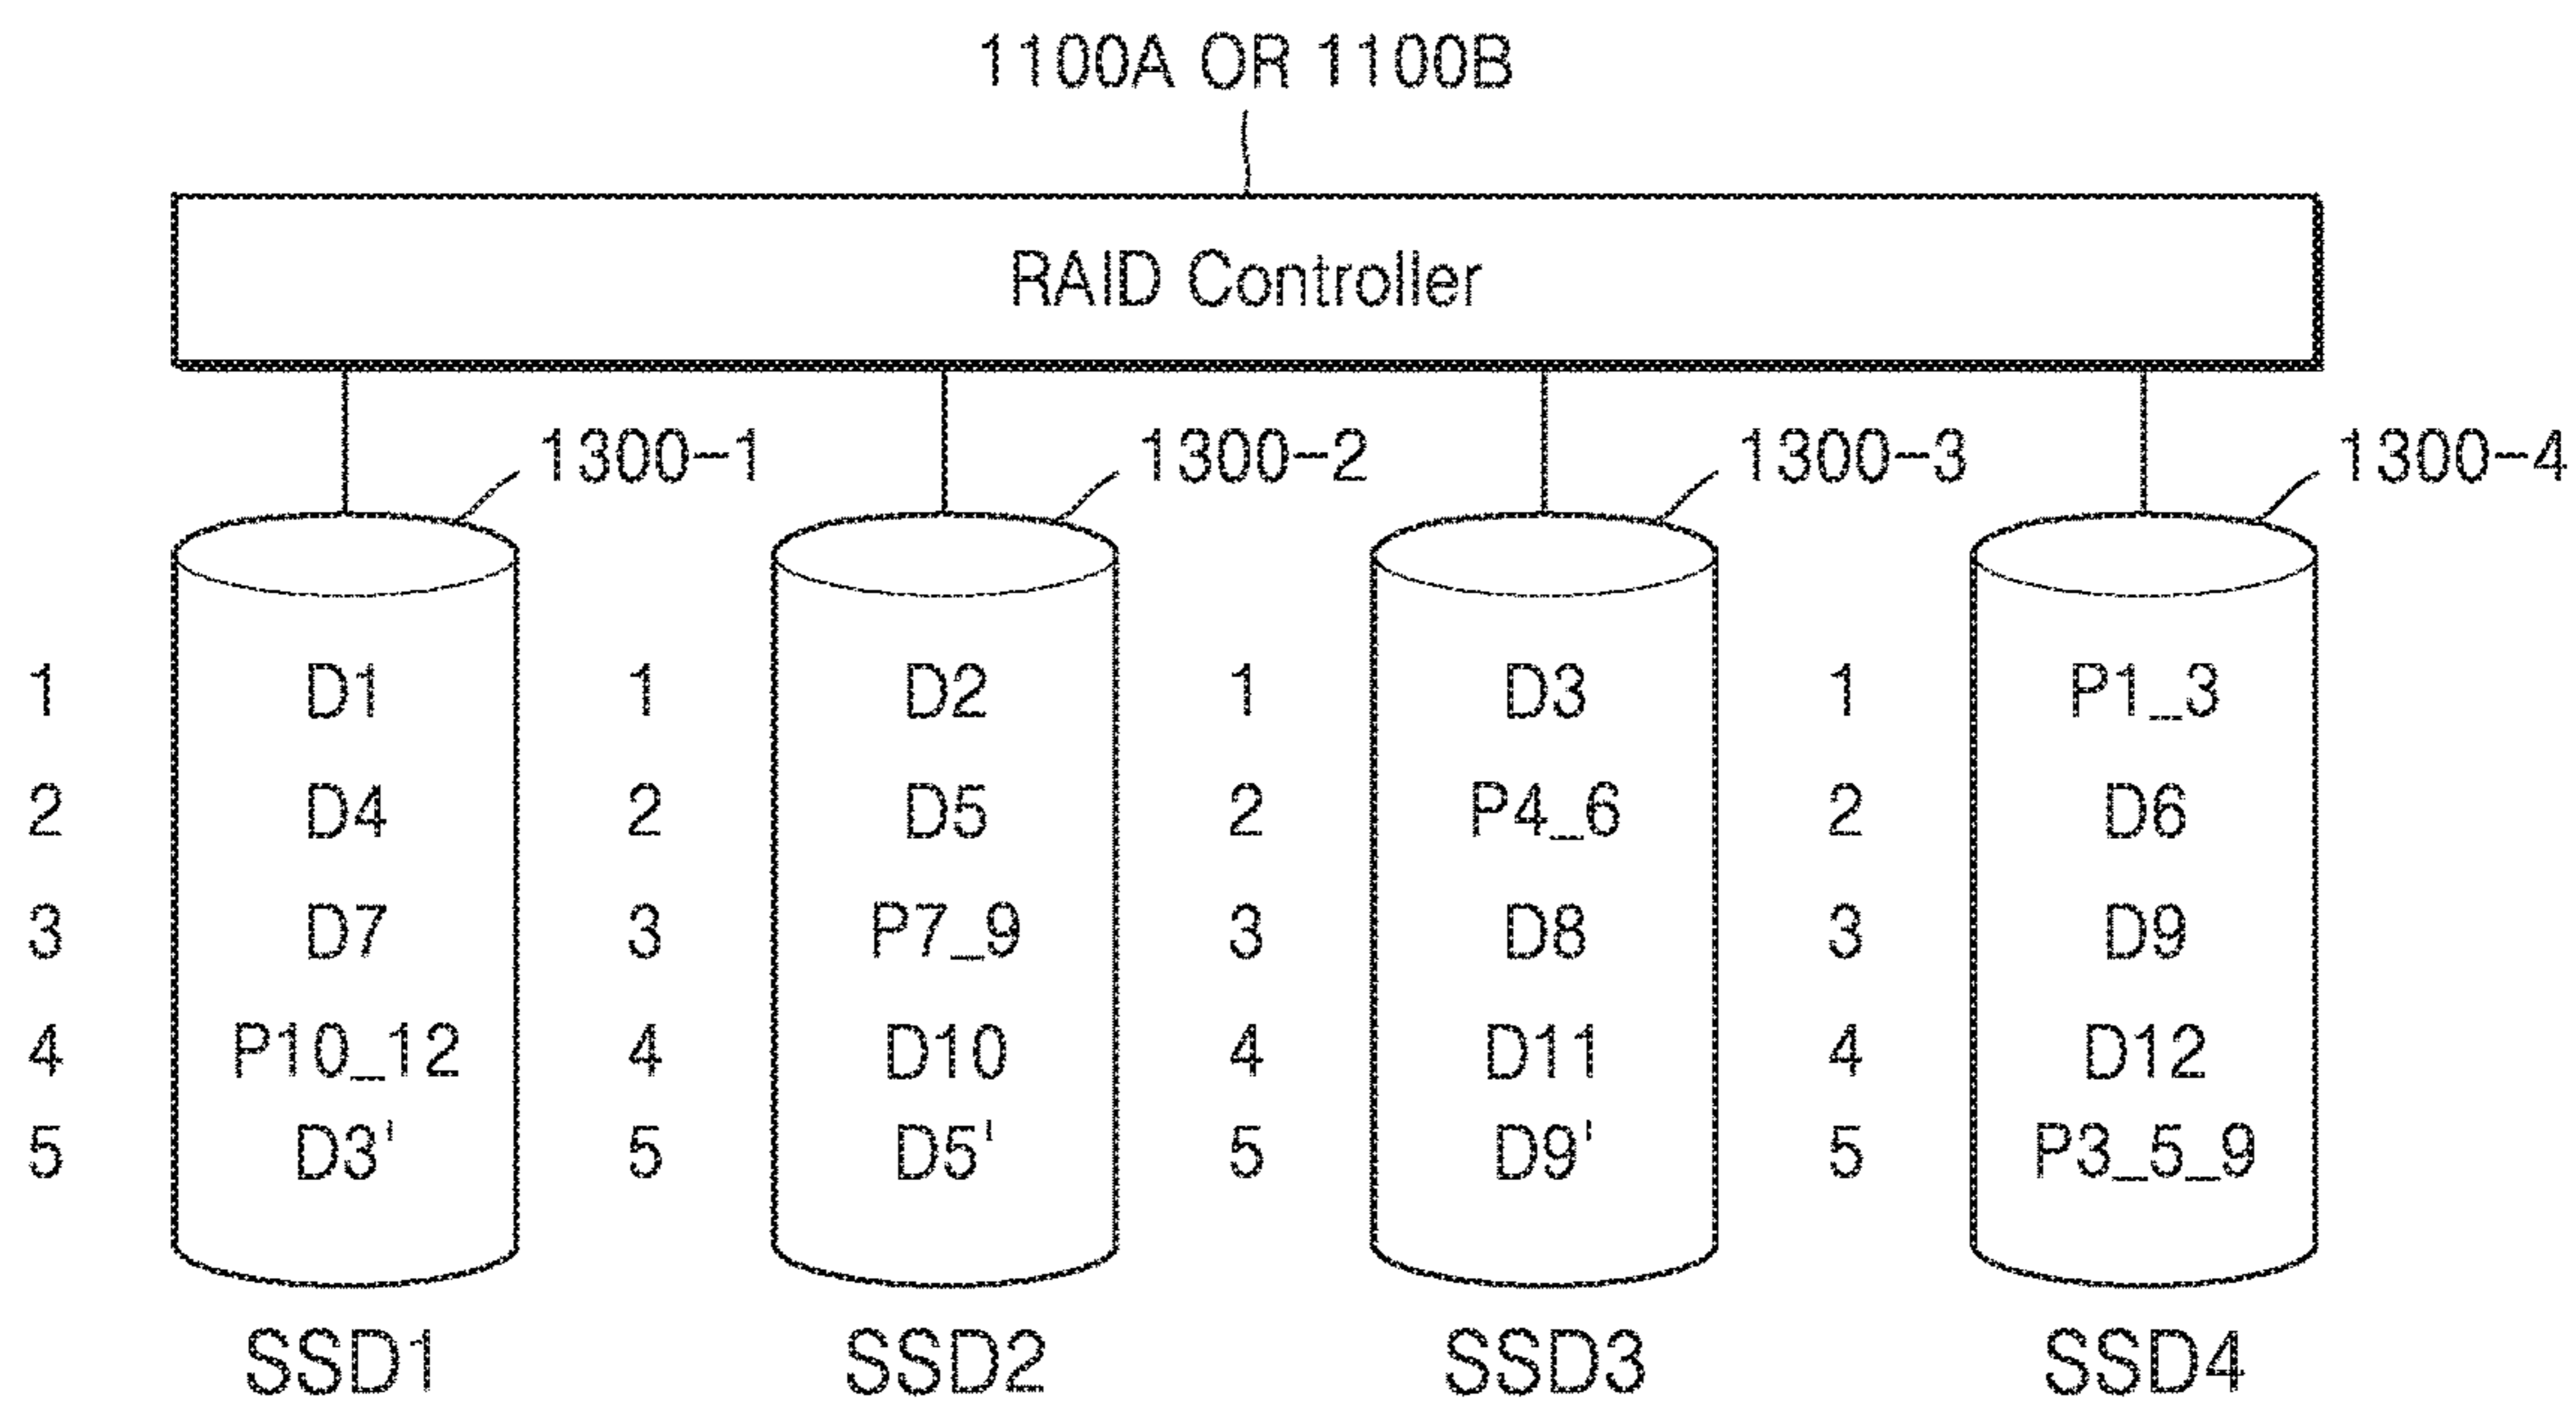 1100A OR 1100B
RAID Controller
1300-1 1300-2 1300-3 1300-4
1 D1 1 D2 1 D3 1 P1_3
2 D4 2 D5 2 P4_6 2 D6
3 D7 3 P7_9 3 D8 3 D9
4 P10_12 4 D10 4 D11 4 D12
5 D3' 5 D5' 5 D9' 5 P3_5_9
SSD1 SSD2 SSD3 SSD4